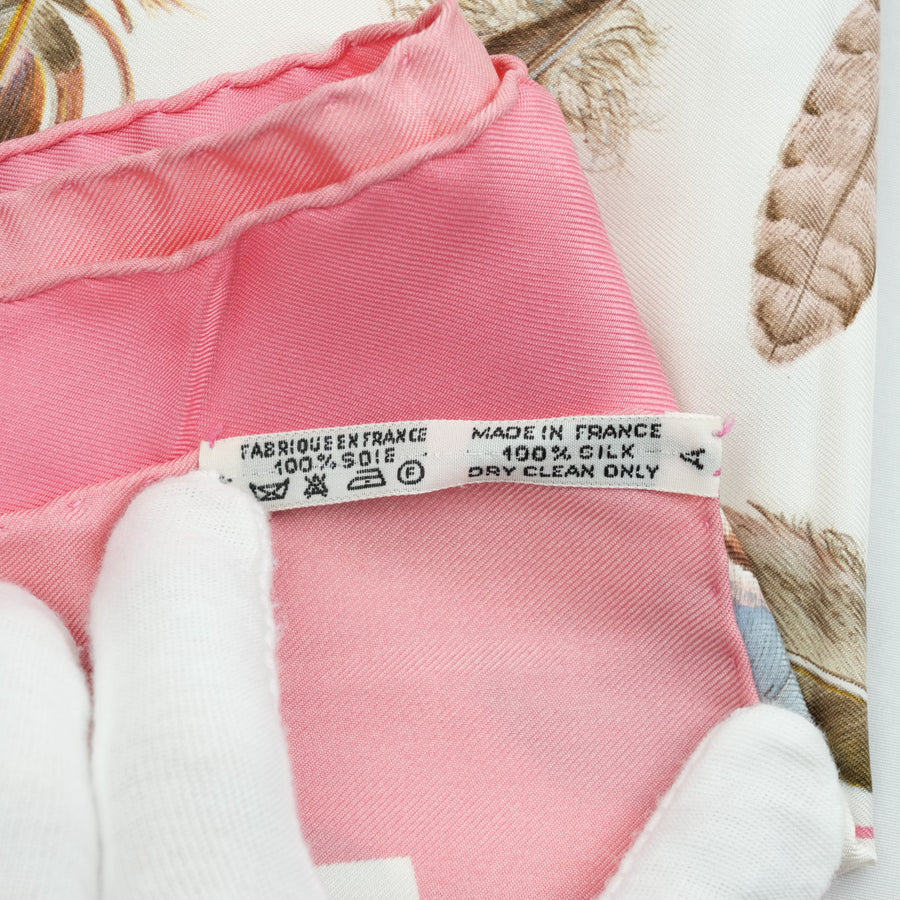 FABRIQUE EN FRANCE
100% SOIE
F
MADE IN FRANCE
100% SILK
DRY CLEAN ONLY
A